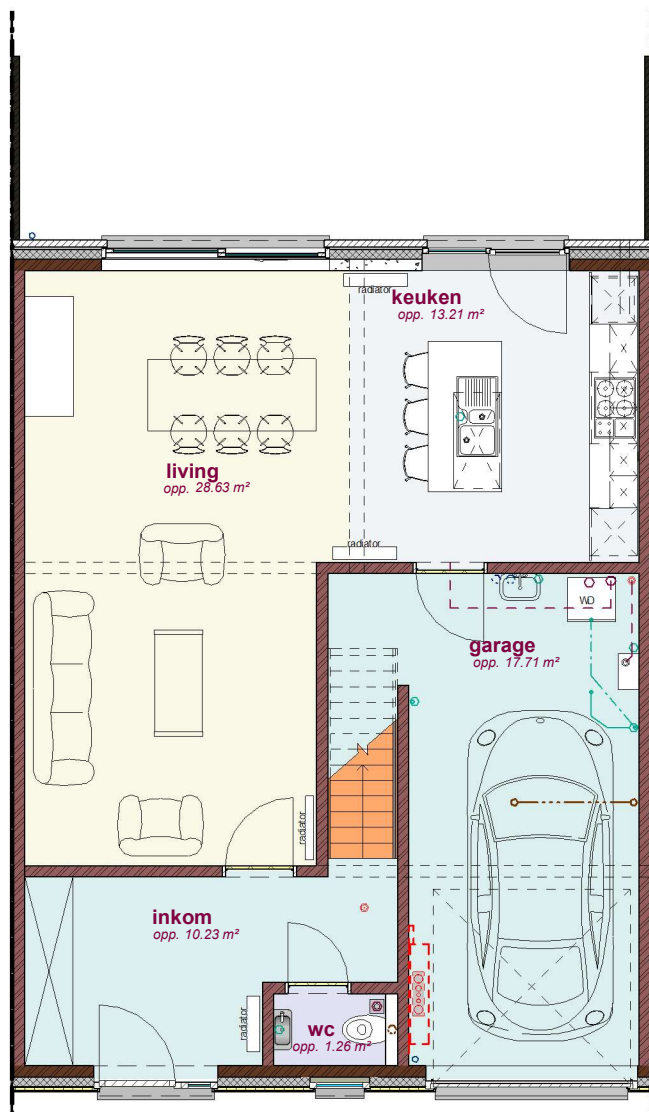 radiator
keuken
opp. 13.21 m²
living
opp. 28.63 m²
radiator
WD
garage
opp. 17.71 m²
radiator
inkom
opp. 10.23 m²
radiator
wc
opp. 1.26 m²